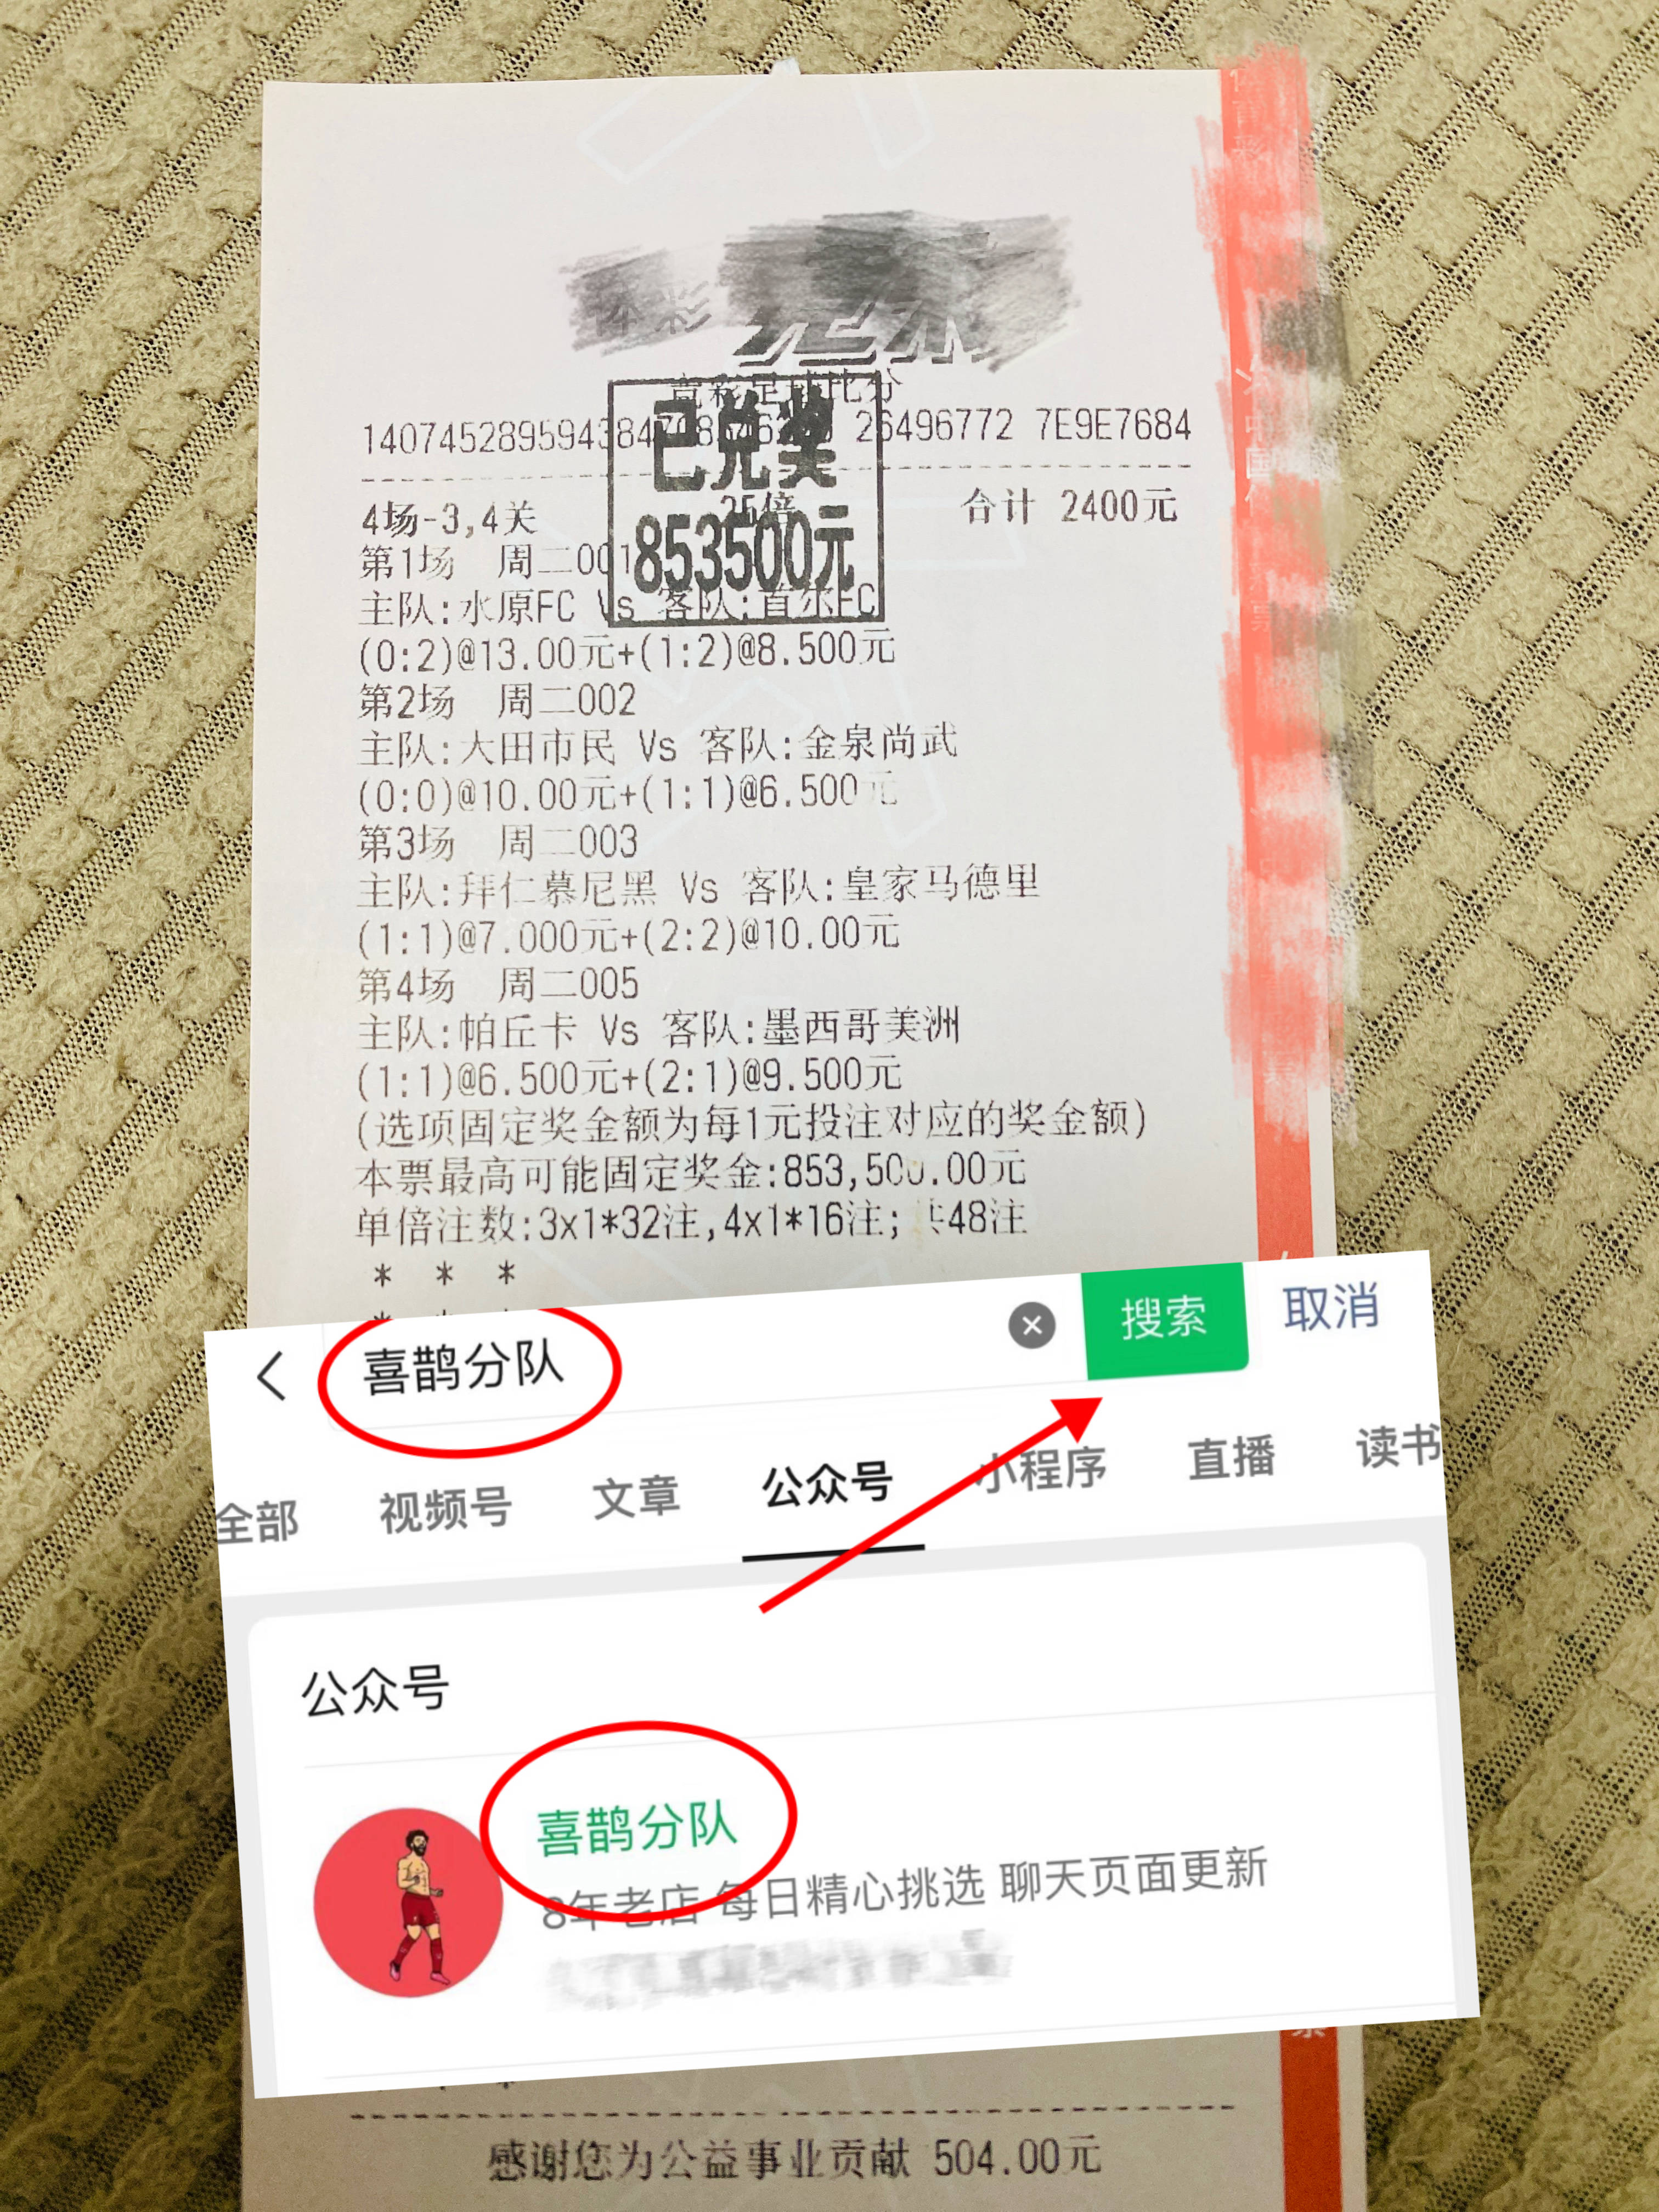 竞彩足球比分
26496772 7E9E7684
已兑奖
4场-3,4关 25倍 合计 2400元
853500元
第1场 周二001
主队:水原FC Vs 客队:首尔FC
(0:2)@13.00元+(1:2)@8.500元
第2场 周二002
主队:大田市民 Vs 客队:金泉尚武
(0:0)@10.00元+(1:1)@6.500元
第3场 周二003
主队:拜仁慕尼黑 Vs 客队:皇家马德里
(1:1)@7.000元+(2:2)@10.00元
第4场 周二005
主队:帕丘卡 Vs 客队:墨西哥美洲
(1:1)@6.500元+(2:1)@9.500元
(选项固定奖金额为每1元投注对应的奖金额)
本票最高可能固定奖金:853,500.00元
单倍注数:3x1*32注,4x1*16注; 共48注
* * *
喜鹊分队 搜索 取消
全部 视频号 文章 公众号 小程序 直播 读书
公众号
喜鹊分队
8年老店 每日精心挑选 聊天页面更新
感谢您为公益事业贡献 504.00元